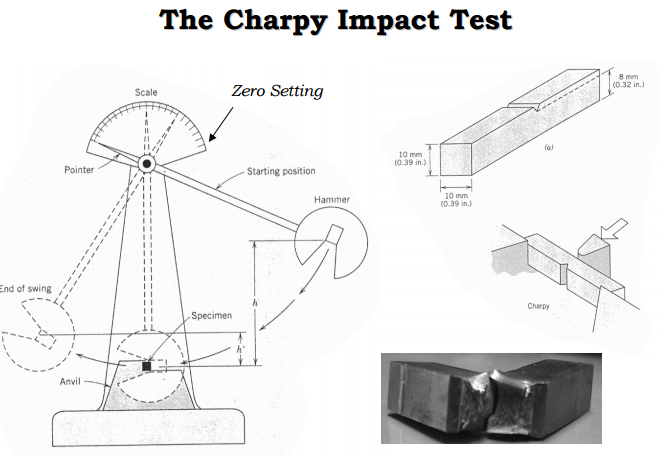 The Charpy Impact Test
Scale
Zero Setting
Pointer
Starting position
Hammer
End of swing
h
Specimen
h'
Anvil
8 mm
(0.32 in.)
10 mm
(0.39 in.)
(a)
10 mm
(0.39 in.)
Charpy